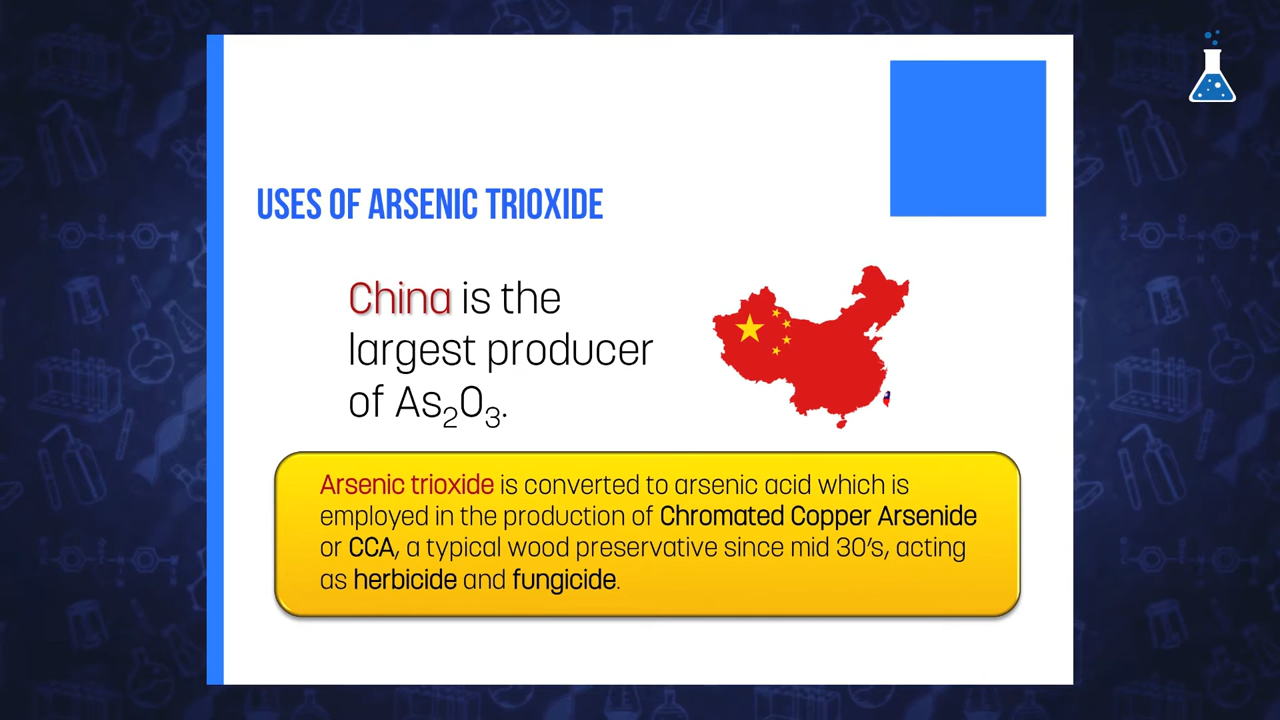 USES OF ARSENIC TRIOXIDE
China is the
largest producer
of As₂O₃.
Arsenic trioxide is converted to arsenic acid which is
employed in the production of Chromated Copper Arsenide
or CCA, a typical wood preservative since mid 30's, acting
as herbicide and fungicide.